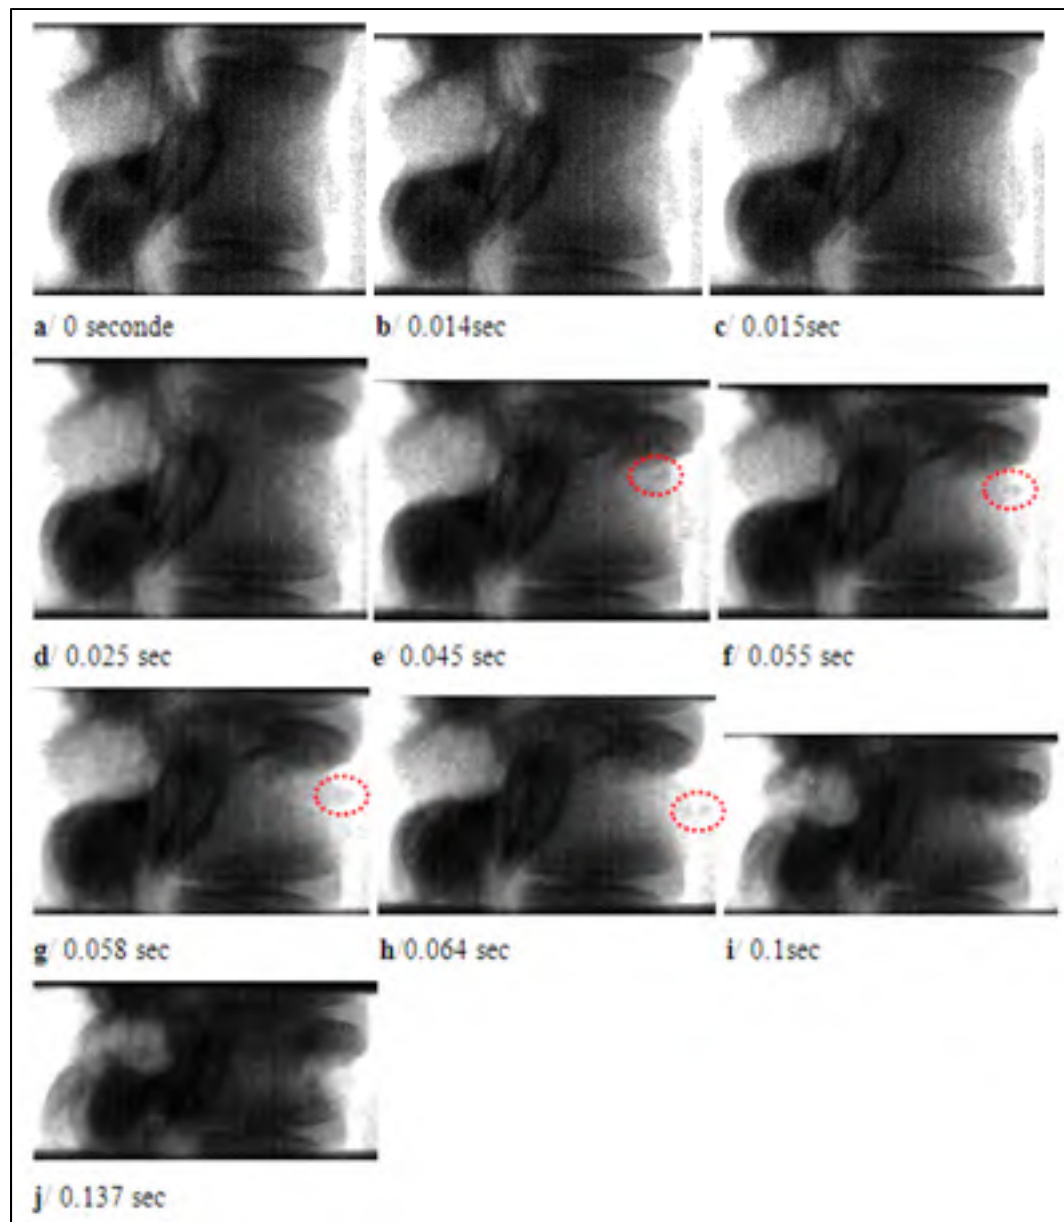 a/ 0 seconde
b/ 0.014sec
c/ 0.015sec
d/ 0.025 sec
e/ 0.045 sec
f/ 0.055 sec
g/ 0.058 sec
h/0.064 sec
i/ 0.1sec
j/ 0.137 sec